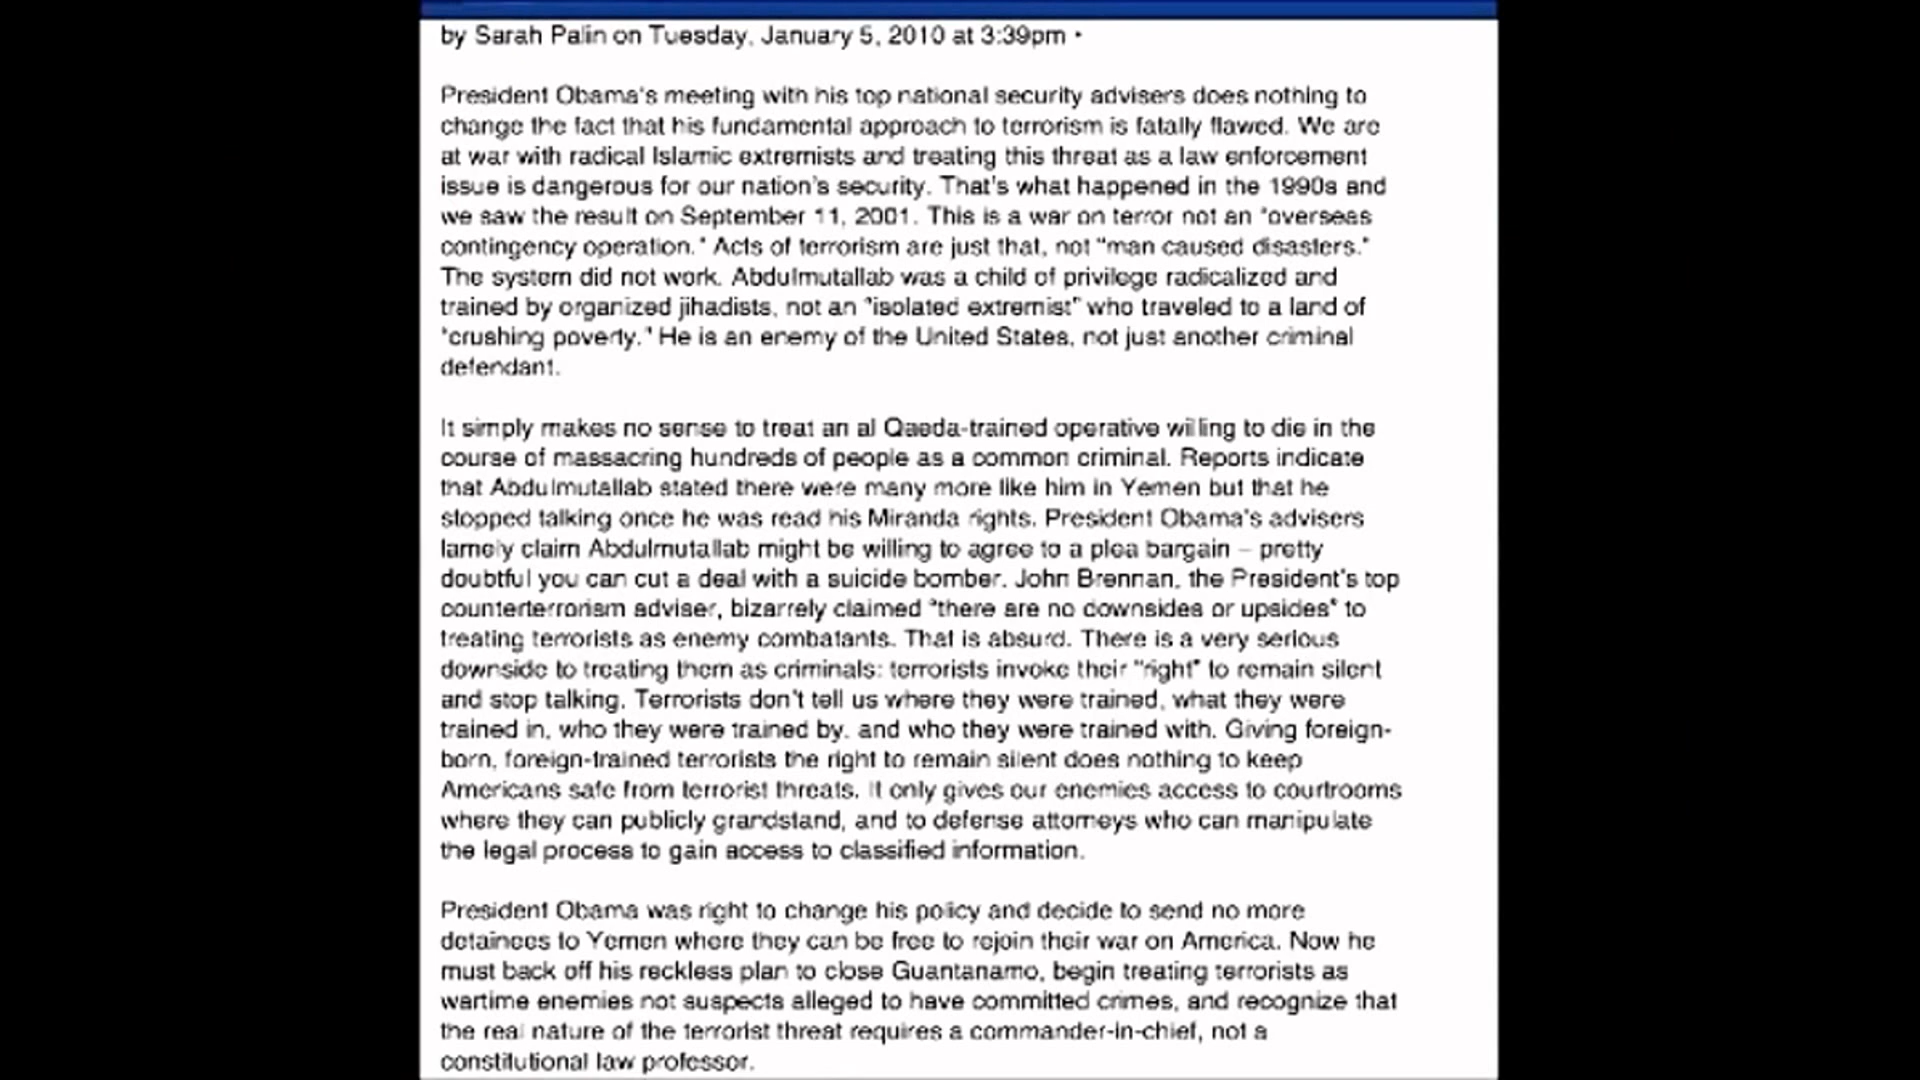 by Sarah Palin on Tuesday, January 5, 2010 at 3:39pm •
President Obama's meeting with his top national security advisers does nothing to
change the fact that his fundamental approach to terrorism is fatally flawed. We are
at war with radical Islamic extremists and treating this threat as a law enforcement
issue is dangerous for our nation's security. That's what happened in the 1990s and
we saw the result on September 11, 2001. This is a war on terror not an "overseas
contingency operation." Acts of terrorism are just that, not "man caused disasters."
The system did not work. Abdulmutallab was a child of privilege radicalized and
trained by organized jihadists, not an "isolated extremist" who traveled to a land of
"crushing poverty." He is an enemy of the United States, not just another criminal
defendant.
It simply makes no sense to treat an al Qaeda-trained operative willing to die in the
course of massacring hundreds of people as a common criminal. Reports indicate
that Abdulmutallab stated there were many more like him in Yemen but that he
stopped talking once he was read his Miranda rights. President Obama's advisers
lamely claim Abdulmutallab might be willing to agree to a plea bargain – pretty
doubtful you can cut a deal with a suicide bomber. John Brennan, the President's top
counterterrorism adviser, bizarrely claimed "there are no downsides or upsides" to
treating terrorists as enemy combatants. That is absurd. There is a very serious
downside to treating them as criminals: terrorists invoke their "right" to remain silent
and stop talking. Terrorists don't tell us where they were trained, what they were
trained in, who they were trained by, and who they were trained with. Giving foreign-
born, foreign-trained terrorists the right to remain silent does nothing to keep
Americans safe from terrorist threats. It only gives our enemies access to courtrooms
where they can publicly grandstand, and to defense attorneys who can manipulate
the legal process to gain access to classified information.
President Obama was right to change his policy and decide to send no more
detainees to Yemen where they can be free to rejoin their war on America. Now he
must back off his reckless plan to close Guantanamo, begin treating terrorists as
wartime enemies not suspects alleged to have committed crimes, and recognize that
the real nature of the terrorist threat requires a commander-in-chief, not a
constitutional law professor.